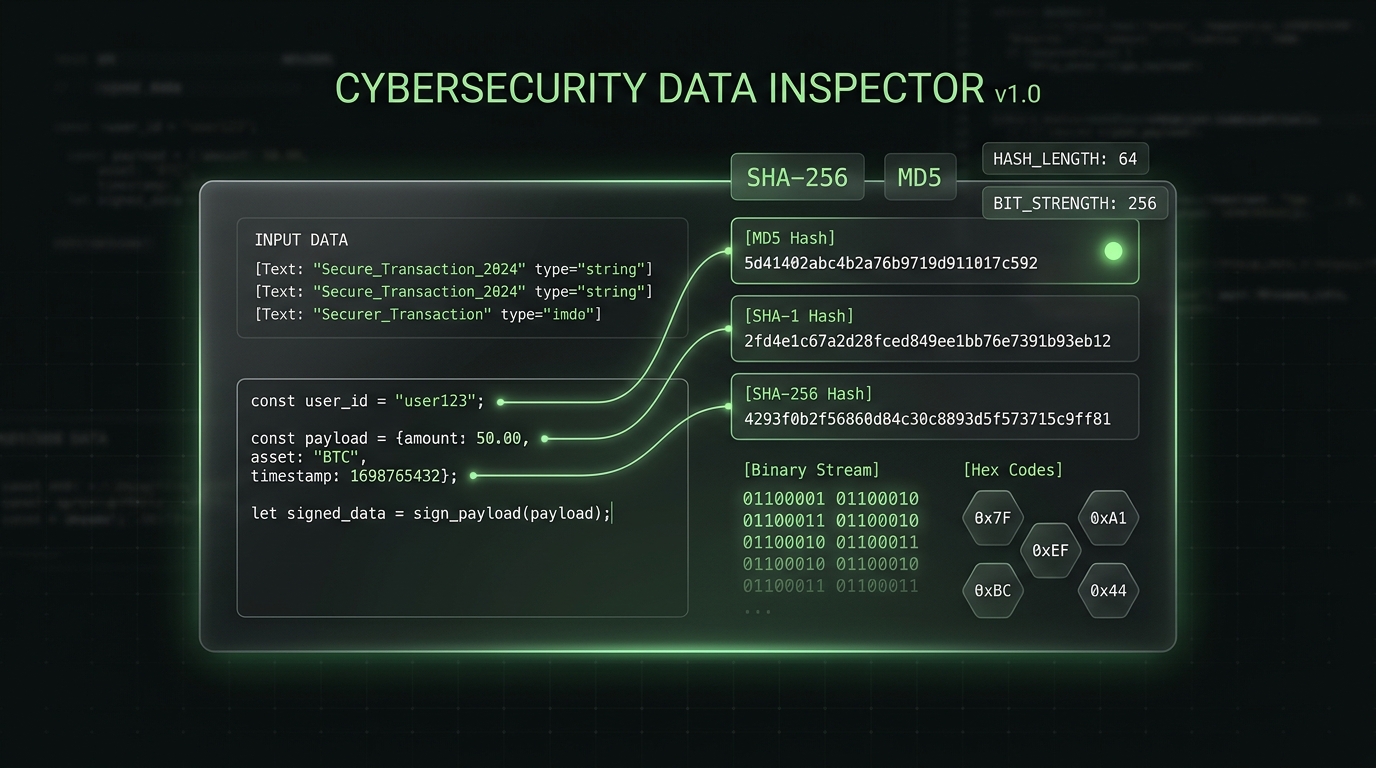 CYBERSECURITY DATA INSPECTOR v1.0
SHA-256
MD5
HASH_LENGTH: 64
BIT_STRENGTH: 256
INPUT DATA
[Text: "Secure_Transaction_2024" type="string"]
[Text: "Secure_Transaction_2024" type="string"]
[Text: "Securer_Transaction" type="imdo"]
const user_id = "user123";
const payload = {amount: 50.00,
asset: "BTC",
timestamp: 1698765432};
let signed_data = sign_payload(payload);
[MD5 Hash]
5d41402abc4b2a76b9719d911017c592
[SHA-1 Hash]
2fd4e1c67a2d28fced849ee1bb76e7391b93eb12
[SHA-256 Hash]
4293f0b2f56860d84c30c8893d5f573715c9ff81
[Binary Stream]
01100001 01100010
01100011 01100010
01100010 01100011
01100010 01100010
01100011 01100011
...
[Hex Codes]
0x7F
0xA1
0xEF
0xBC
0x44